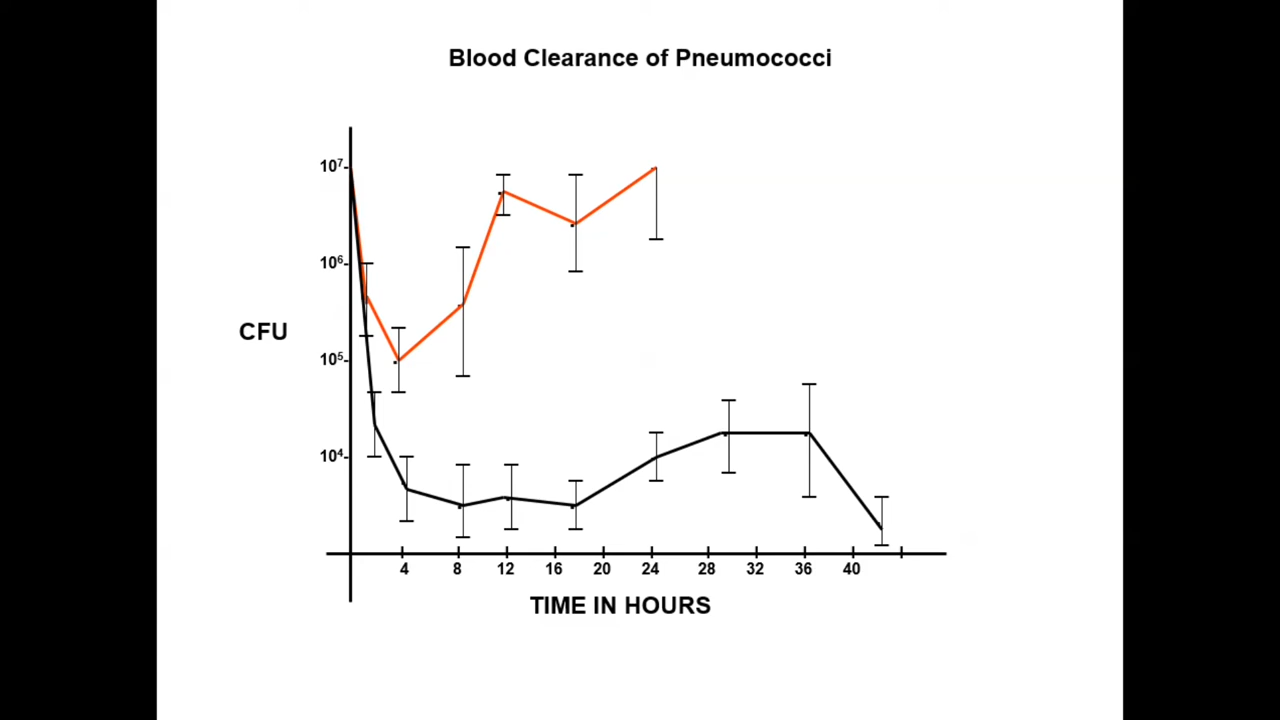 Blood Clearance of Pneumococci
10⁷
10⁶
CFU
10⁵
10⁴
4 8 12 16 20 24 28 32 36 40
TIME IN HOURS